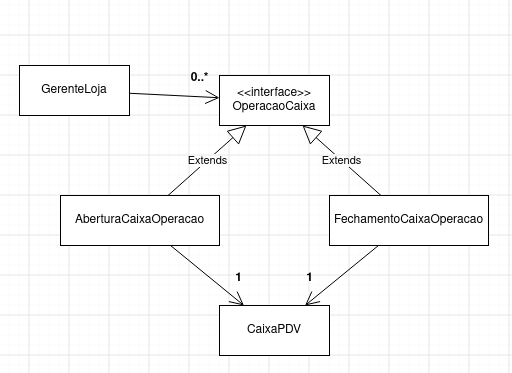 0..*
GerenteLoja
<<interface>>
OperacaoCaixa
Extends
Extends
AberturaCaixaOperacao
FechamentoCaixaOperacao
1
1
CaixaPDV